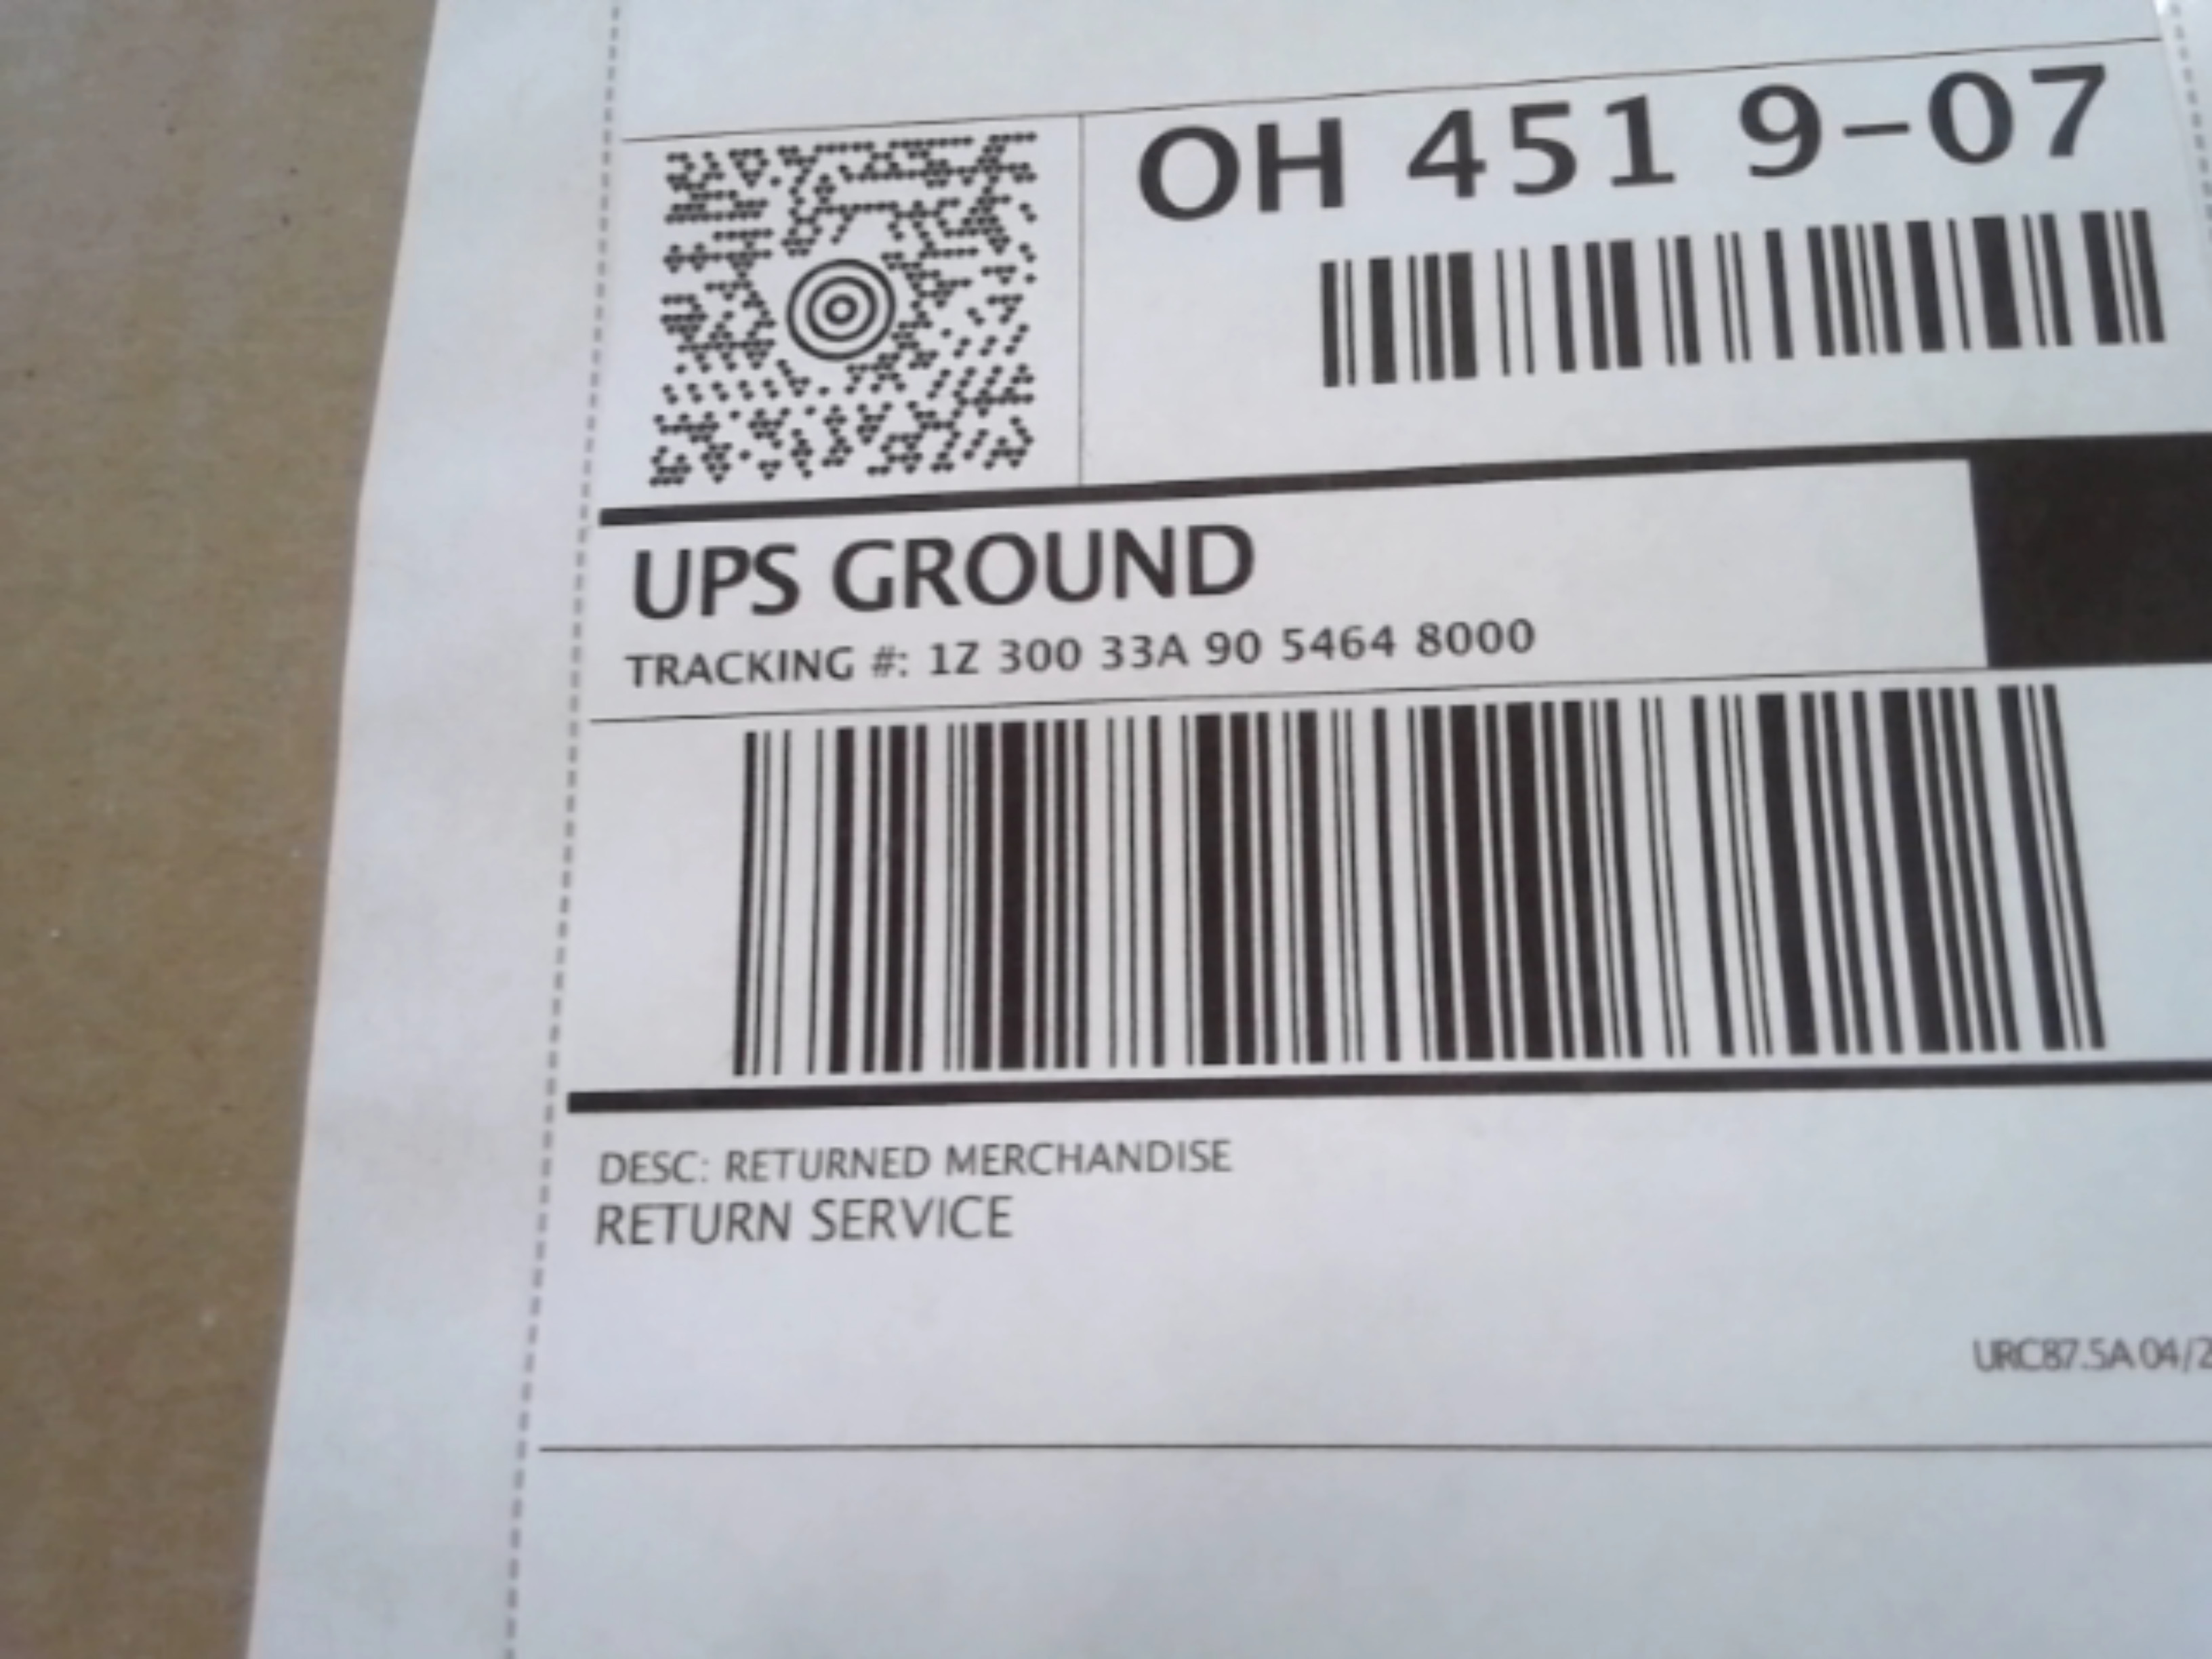 OH 451 9-07
UPS GROUND
TRACKING #: 1Z 300 33A 90 5464 8000
DESC: RETURNED MERCHANDISE
RETURN SERVICE
URC87.5A 04/2